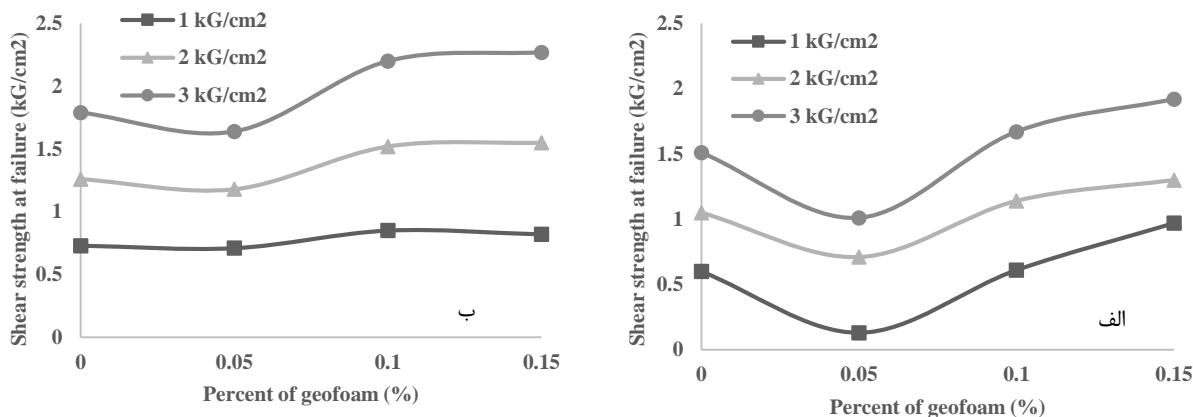 Shear strength at failure (kG/cm2)
2.5
2
1.5
1
0.5
0
1 kG/cm2
2 kG/cm2
3 kG/cm2
ب
0
0.05
0.1
0.15
Percent of geofoam (%)
Shear strength at failure (kG/cm2)
2.5
2
1.5
1
0.5
0
1 kG/cm2
2 kG/cm2
3 kG/cm2
الف
0
0.05
0.1
0.15
Percent of geofoam (%)